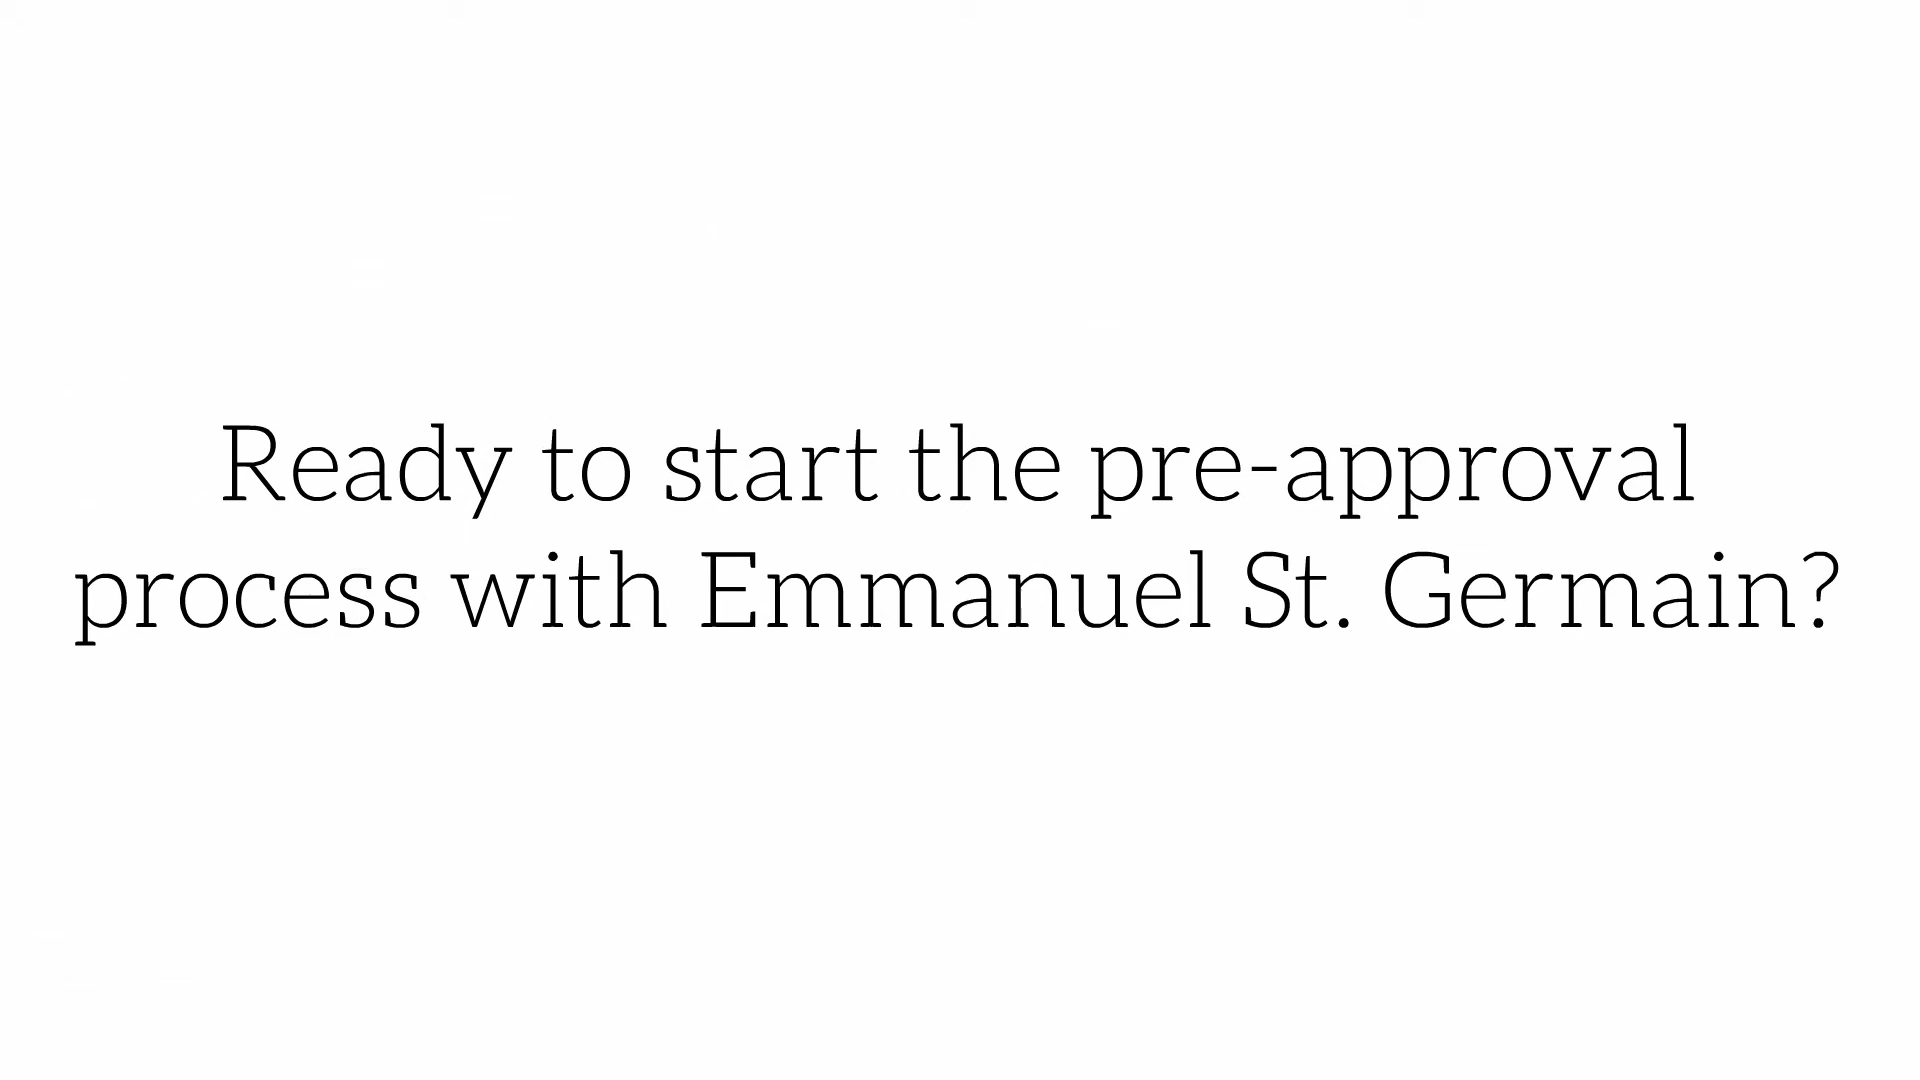 Ready to start the pre-approval
process with Emmanuel St. Germain?